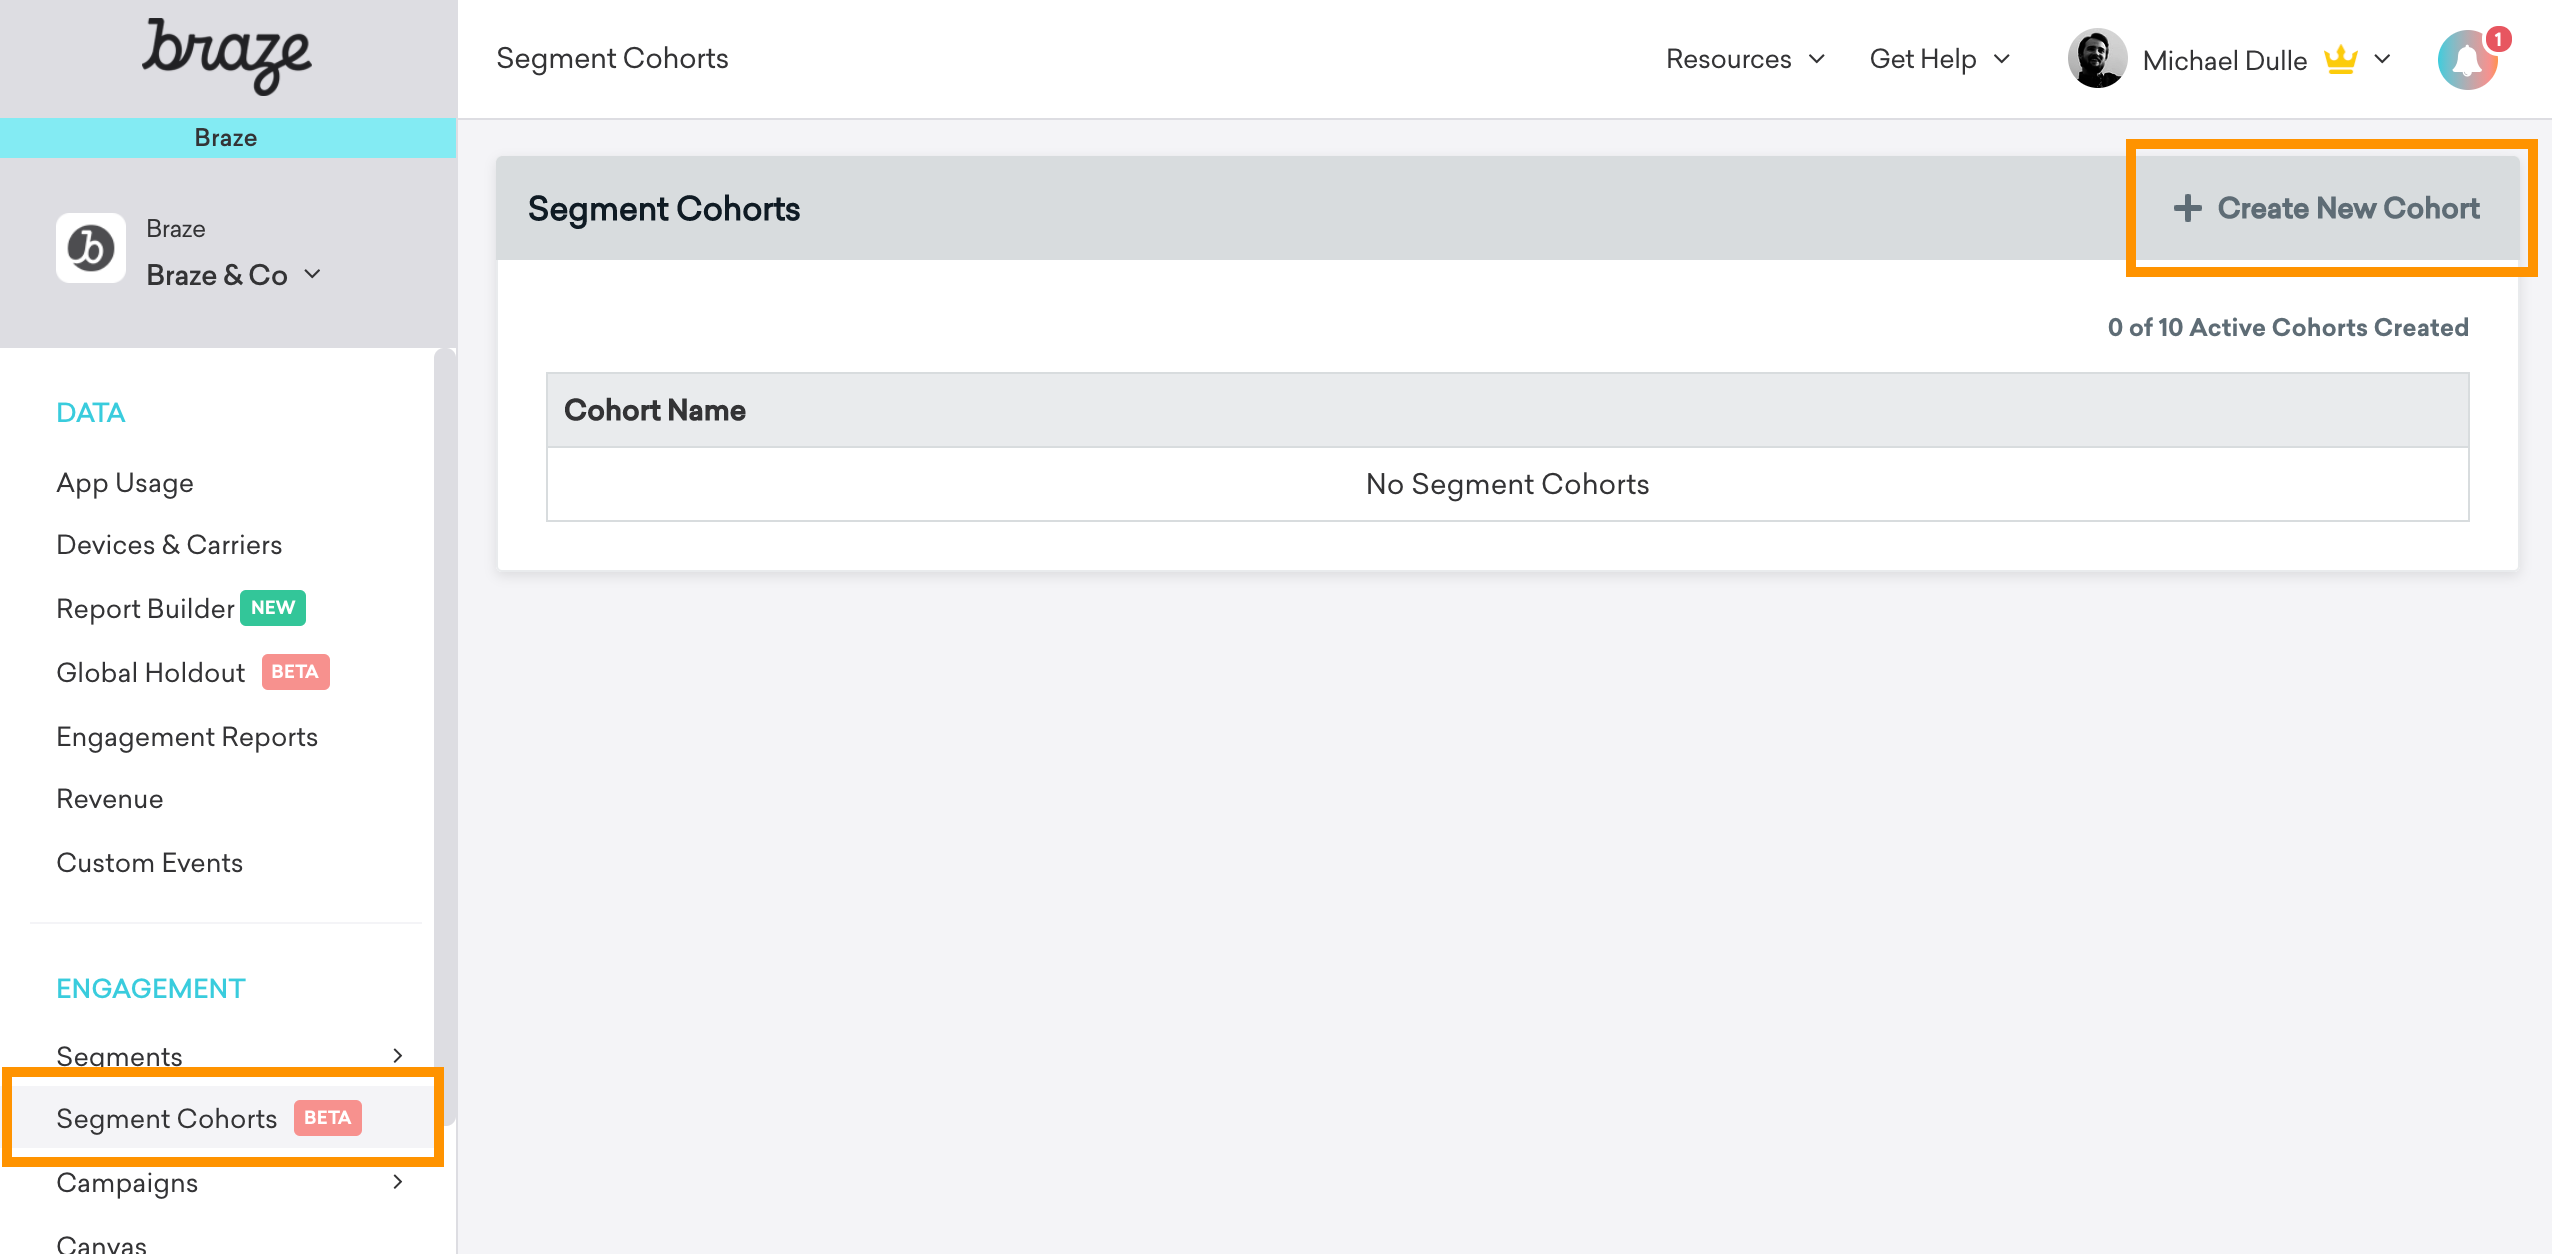 braze
Segment Cohorts
Resources
Get Help
Michael Dulle
1
Braze
Braze
Braze & Co
Segment Cohorts
Create New Cohort
0 of 10 Active Cohorts Created
Cohort Name
No Segment Cohorts
DATA
App Usage
Devices & Carriers
Report Builder NEW
Global Holdout BETA
Engagement Reports
Revenue
Custom Events
ENGAGEMENT
Segments
Segment Cohorts BETA
Campaigns
Canvas